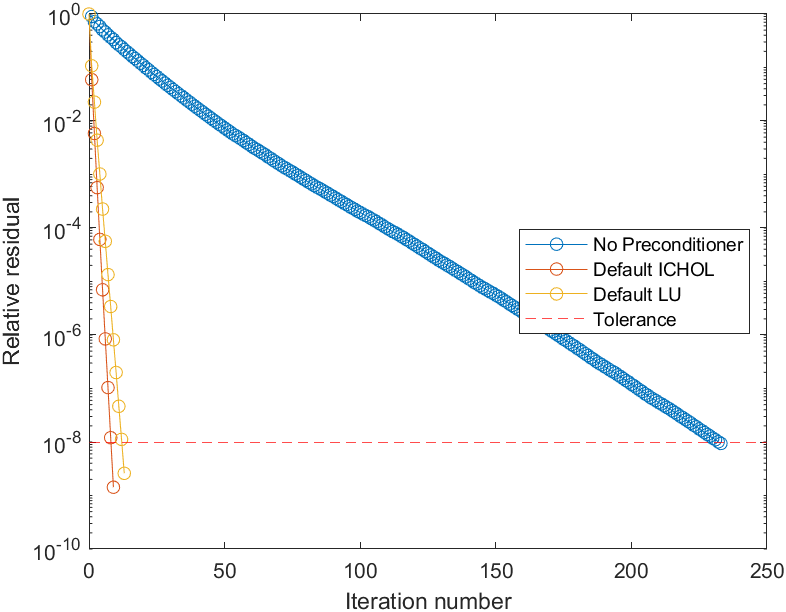 10^0
10^-2
10^-4
10^-6
10^-8
10^-10
Relative residual
No Preconditioner
Default ICHOL
Default LU
Tolerance
0 50 100 150 200 250
Iteration number